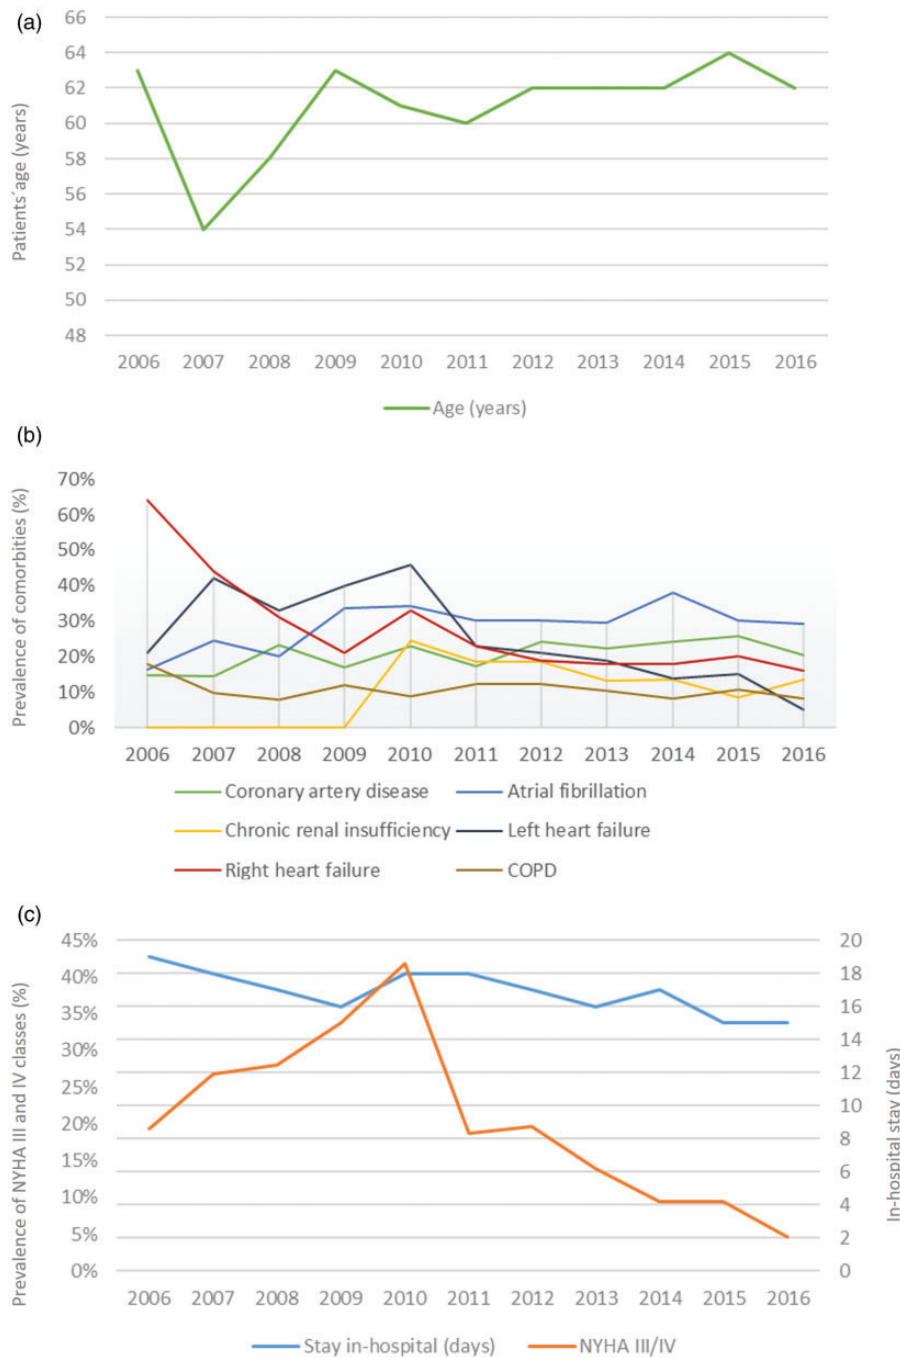 (a)
Patients´age (years)
66
64
62
60
58
56
54
52
50
48
2006 2007 2008 2009 2010 2011 2012 2013 2014 2015 2016
Age (years)
(b)
Prevalence of comorbities (%)
70%
60%
50%
40%
30%
20%
10%
0%
2006 2007 2008 2009 2010 2011 2012 2013 2014 2015 2016
Coronary artery disease Atrial fibrillation
Chronic renal insufficiency Left heart failure
Right heart failure COPD
(c)
Prevalence of NYHA III and IV classes (%)
45%
40%
35%
30%
25%
20%
15%
10%
5%
0%
20
18
16
14
12
10
8
6
4
2
0
In-hospital stay (days)
2006 2007 2008 2009 2010 2011 2012 2013 2014 2015 2016
Stay in-hospital (days) NYHA III/IV